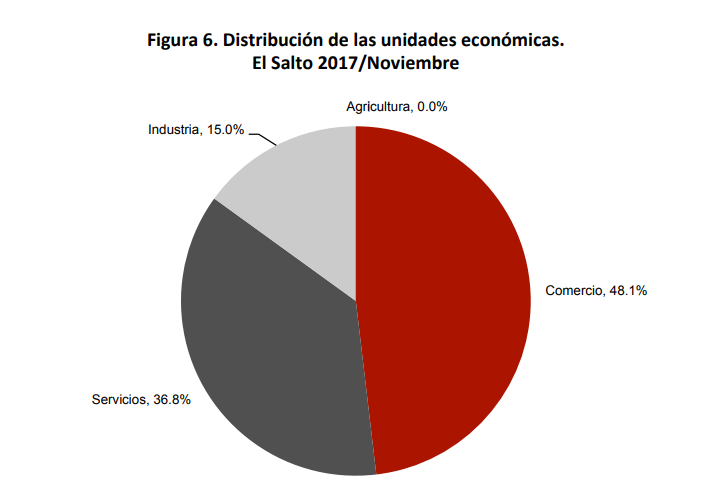 Figura 6. Distribución de las unidades económicas.
El Salto 2017/Noviembre
Agricultura, 0.0%
Industria, 15.0%
Comercio, 48.1%
Servicios, 36.8%